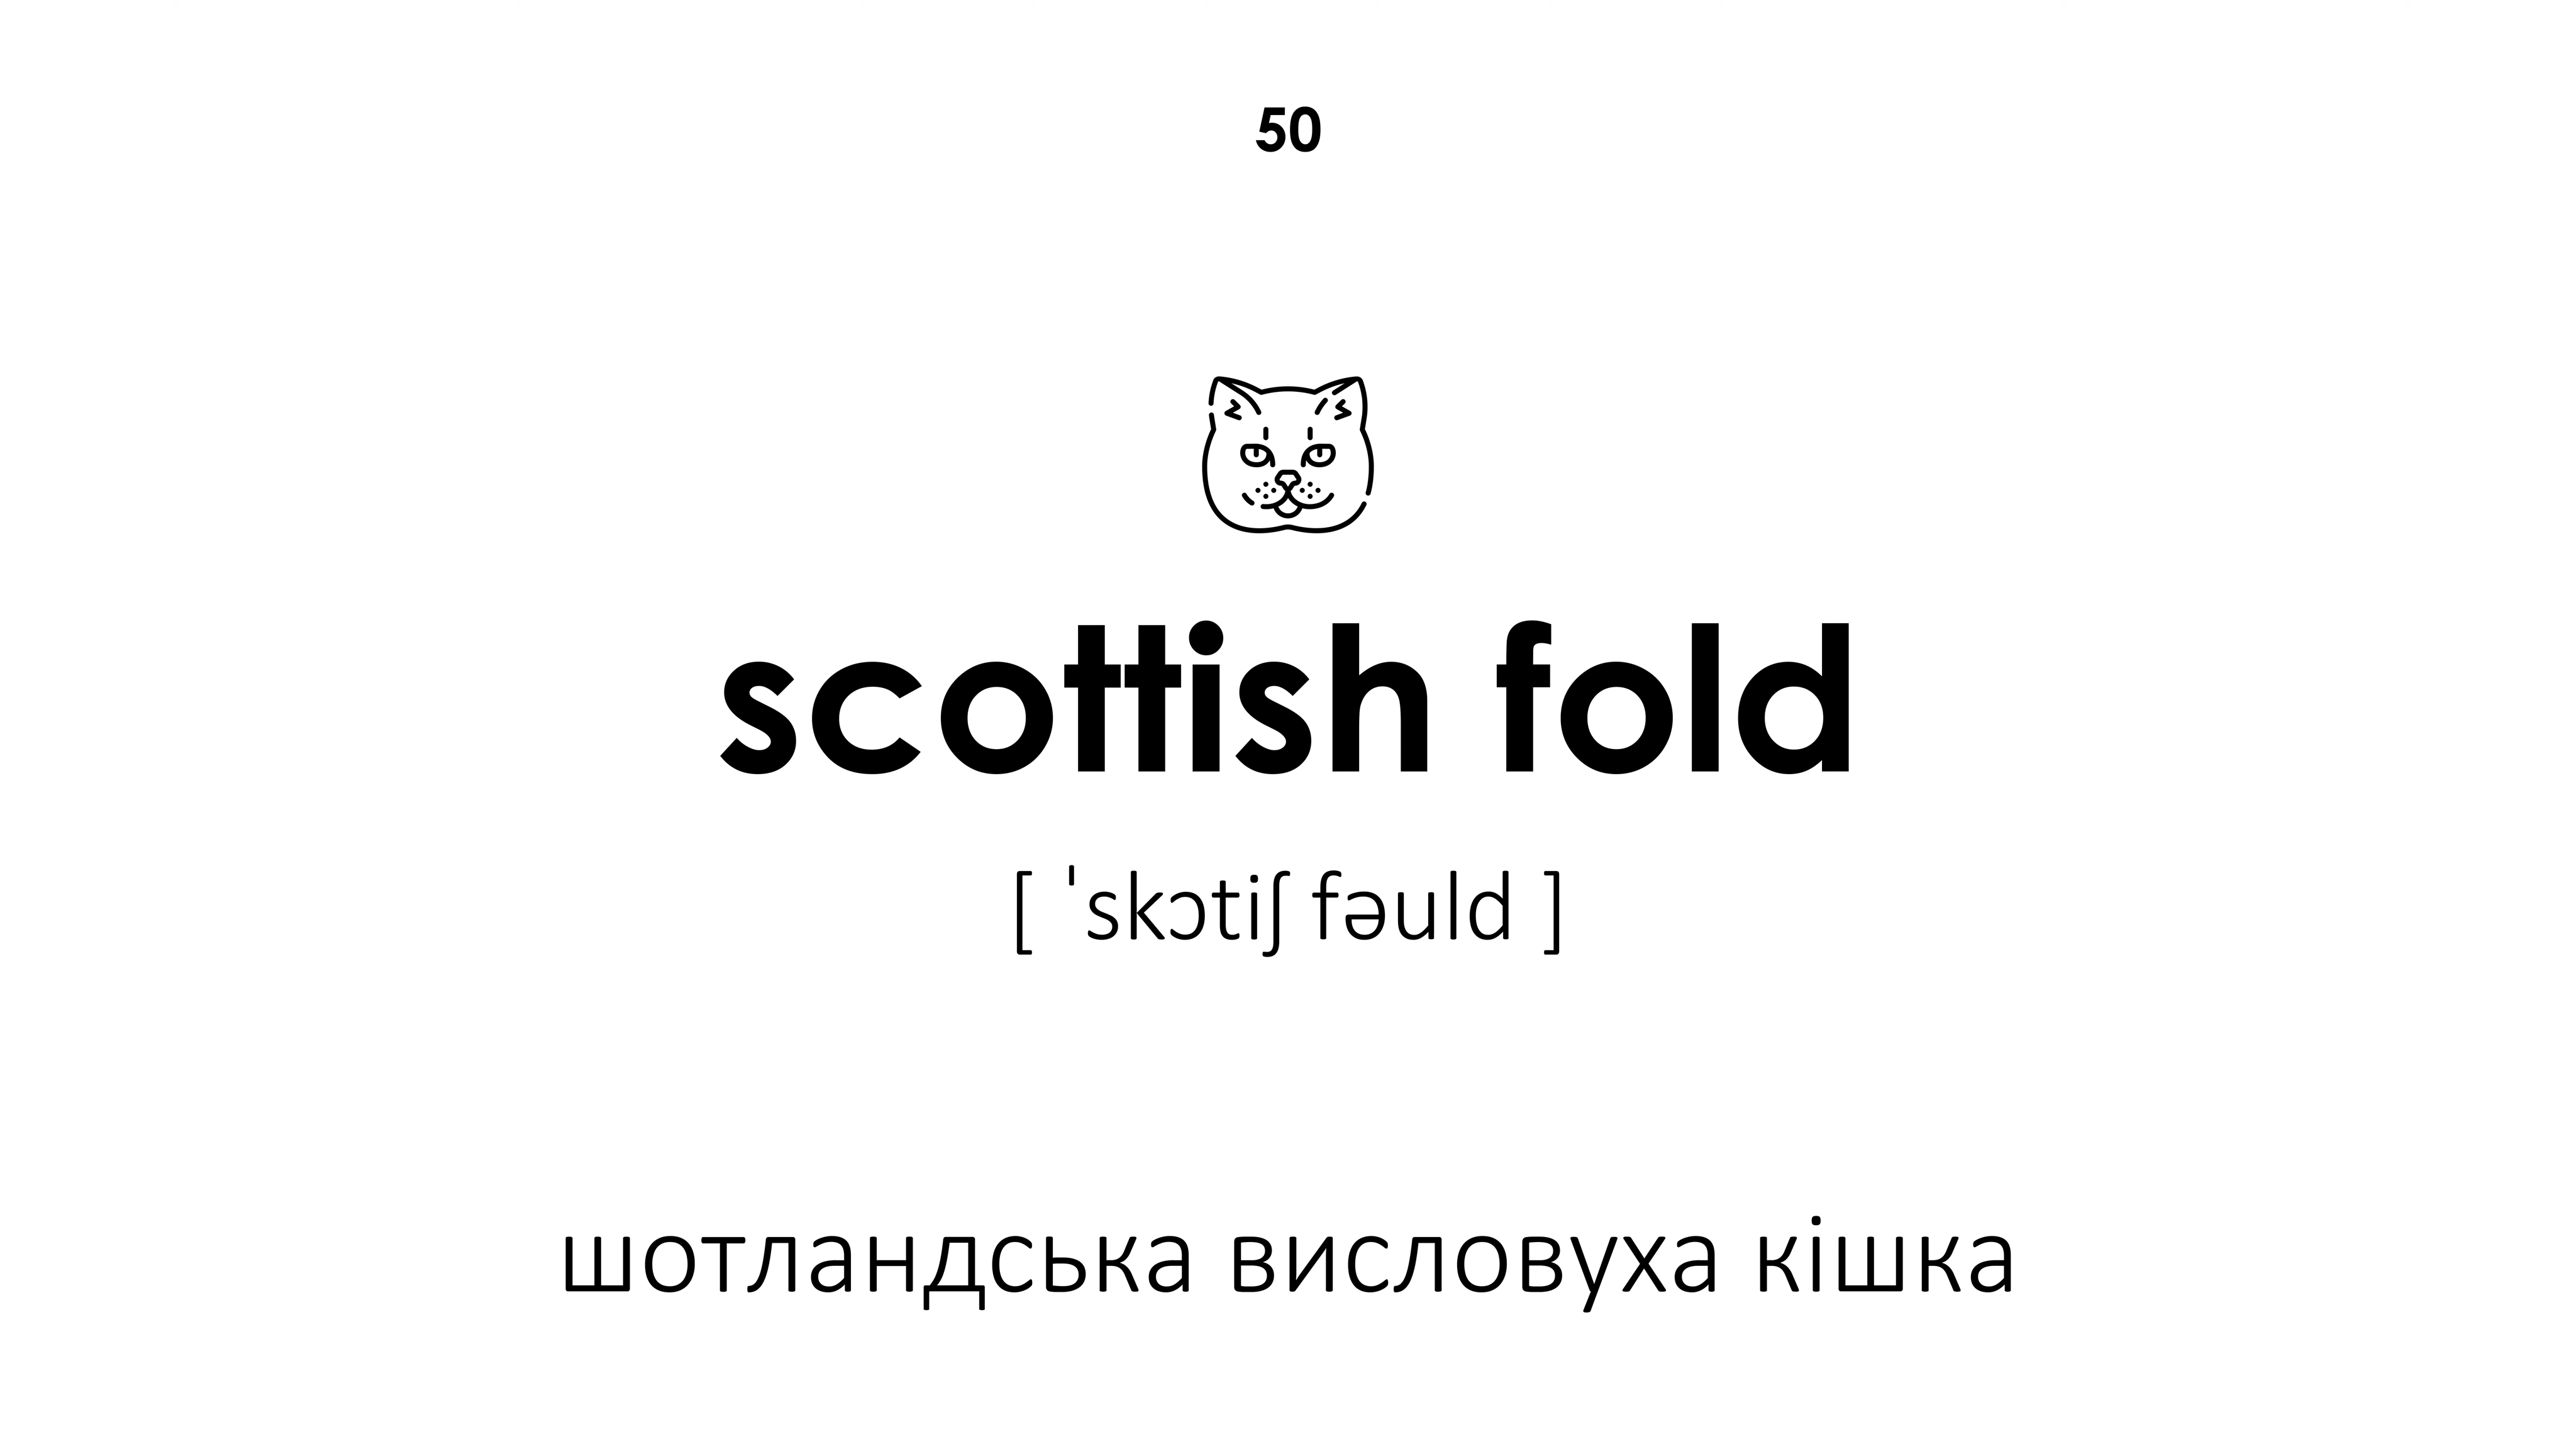 50
scottish fold
[ ˈskɔtiʃ fəuld ]
шотландська висловуха кішка